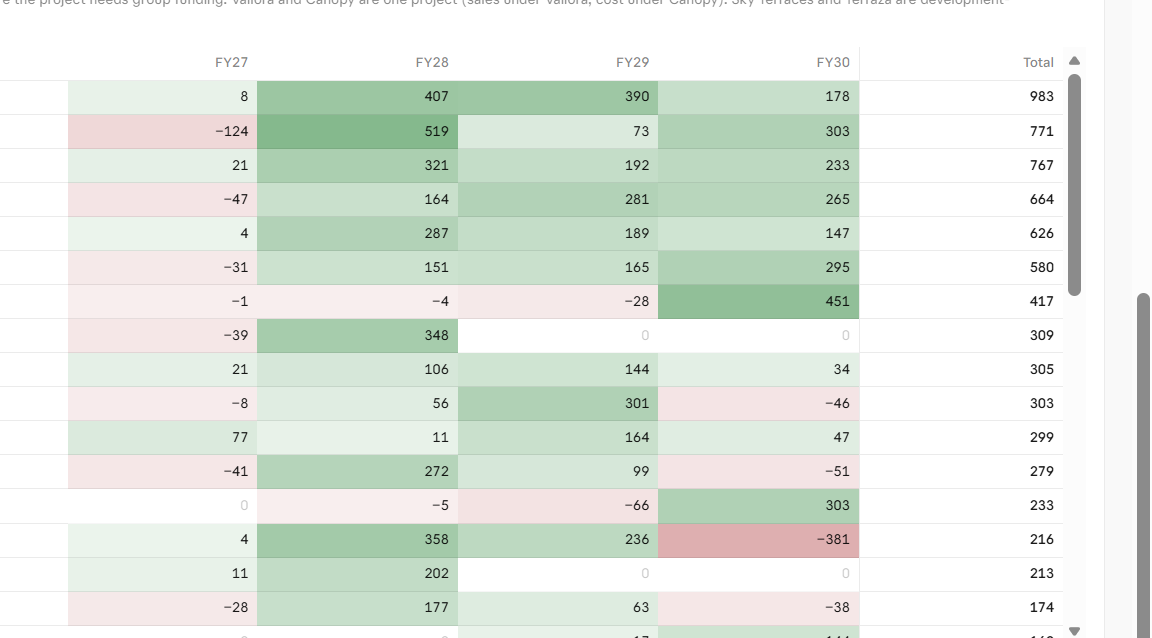 e the project needs group funding. Vallora and Canopy are one project (sales under Vallora, cost under Canopy). Sky Terraces and Terraza are development
FY27 FY28 FY29 FY30 Total
8 407 390 178 983
−124 519 73 303 771
21 321 192 233 767
−47 164 281 265 664
4 287 189 147 626
−31 151 165 295 580
−1 −4 −28 451 417
−39 348 0 0 309
21 106 144 34 305
−8 56 301 −46 303
77 11 164 47 299
−41 272 99 −51 279
0 −5 −66 303 233
4 358 236 −381 216
11 202 0 0 213
−28 177 63 −38 174